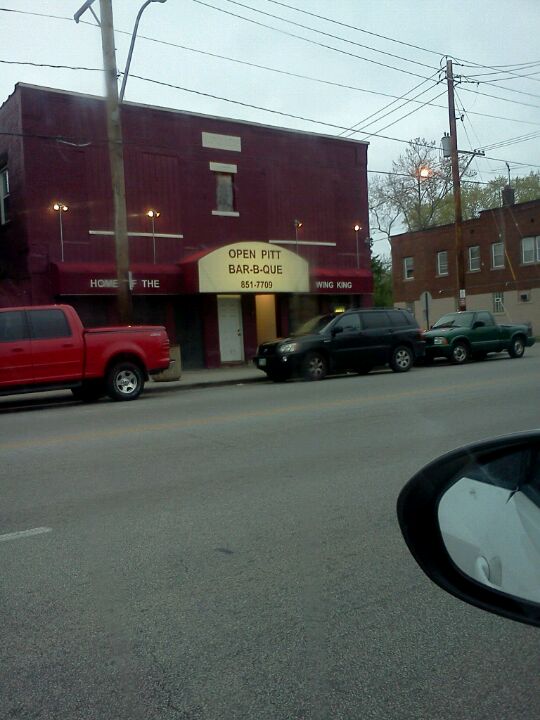 OPEN PITT
BAR-B-QUE
851-7709
HOME OF THE
WING KING